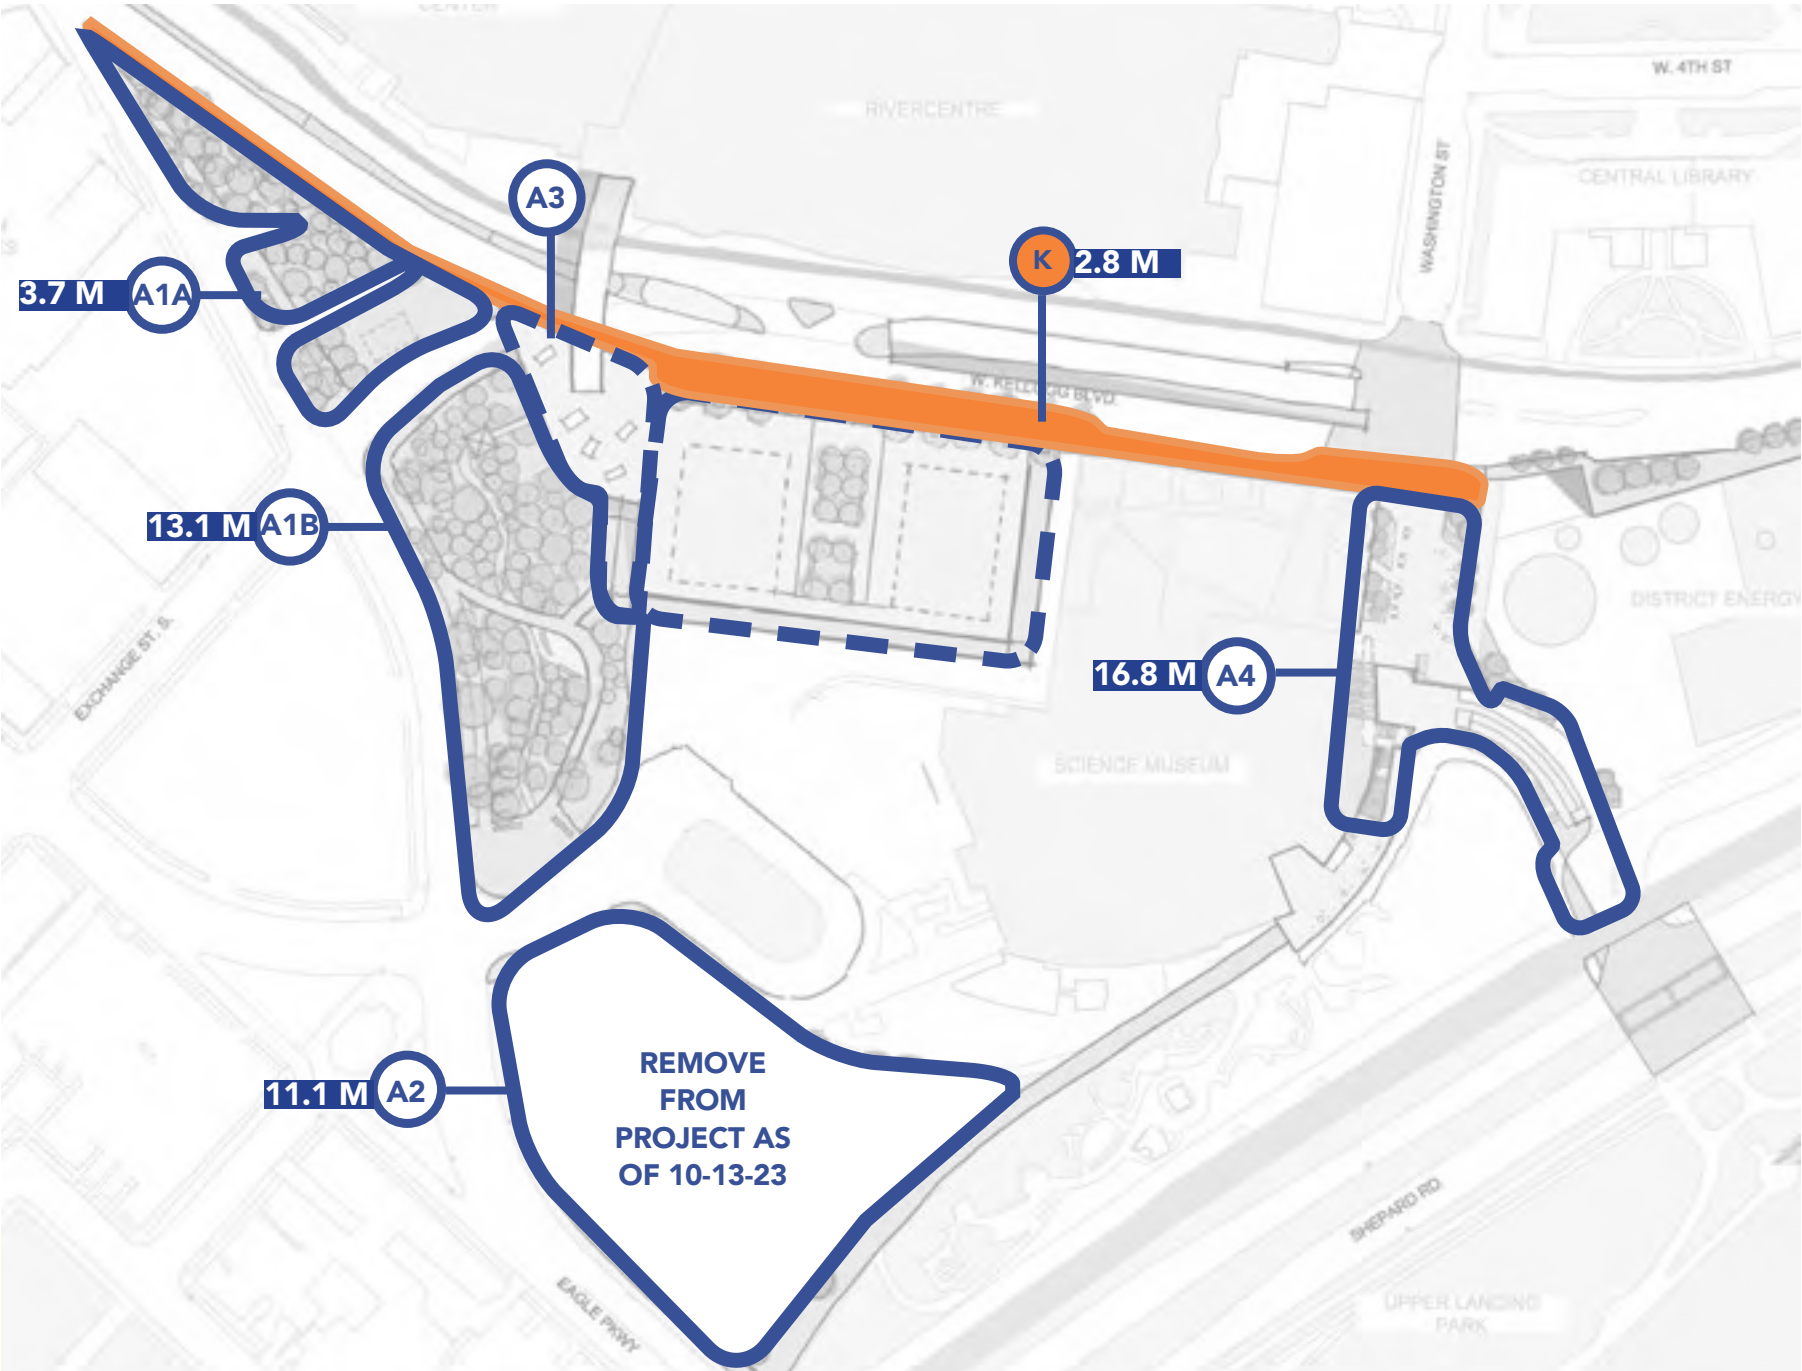 CENTER
W. 4TH ST
RIVERCENTRE
WASHINGTON ST
CENTRAL LIBRARY
A3
K 2.8 M
3.7 M A1A
W. KELLOGG BLVD.
13.1 M A1B
DISTRICT ENERGY
EXCHANGE ST. S.
16.8 M A4
SCIENCE MUSEUM
11.1 M A2
REMOVE
FROM
PROJECT AS
OF 10-13-23
SHEPARD RD.
EAGLE PKWY
UPPER LANDING
PARK